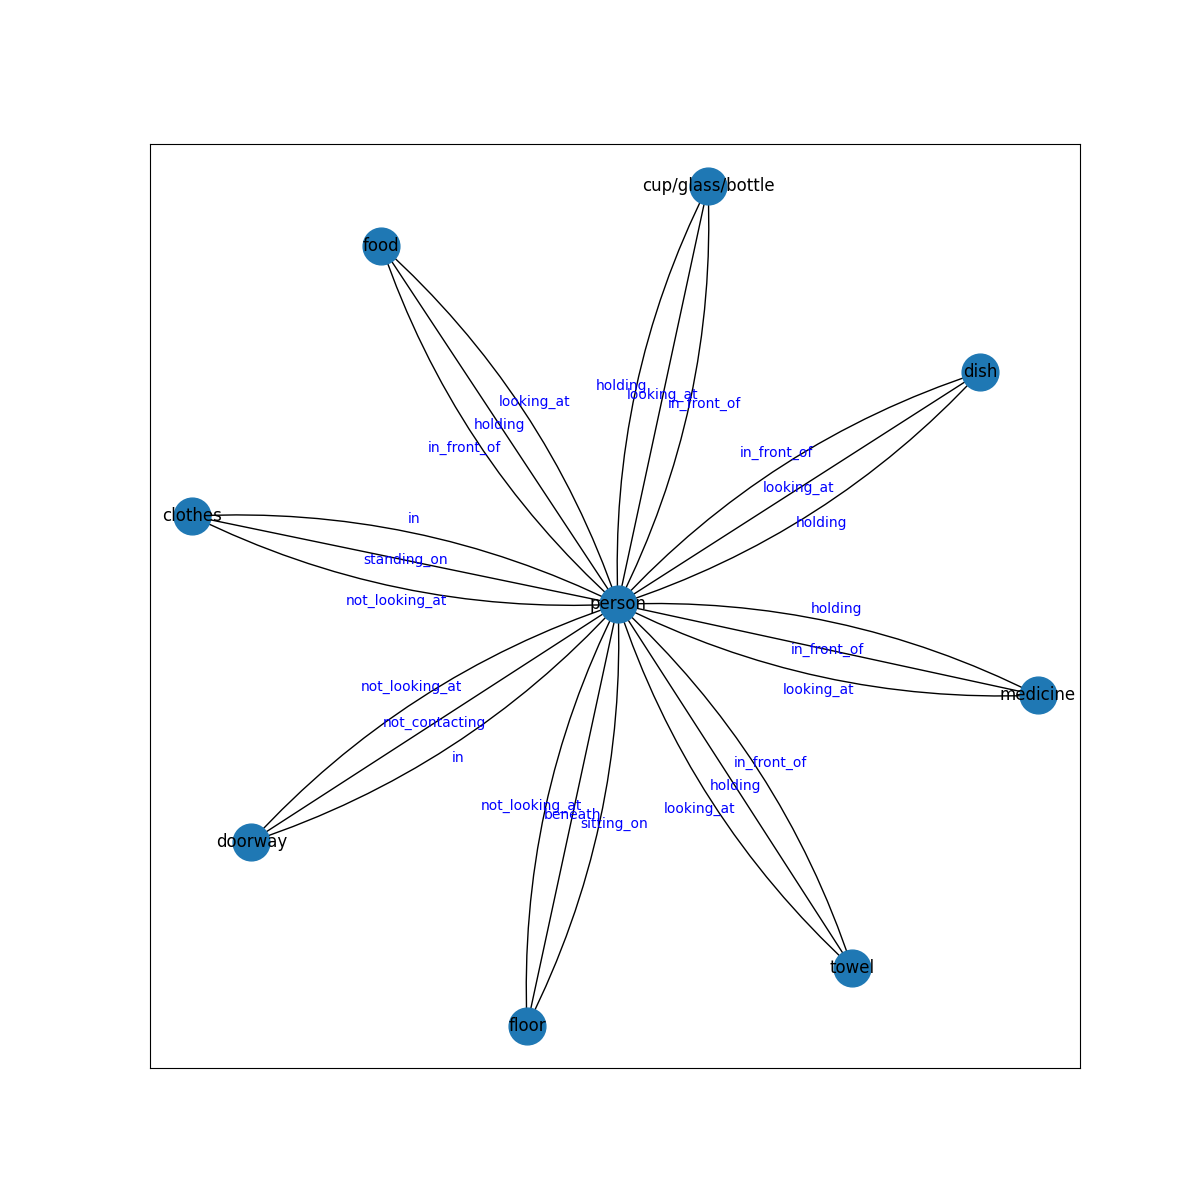 cup/glass/bottle
food
dish
holding
looking_at
in_front_of
looking_at
holding
in_front_of
in_front_of
looking_at
holding
clothes
in
standing_on
not_looking_at
person
holding
in_front_of
looking_at
medicine
not_looking_at
not_contacting
in
doorway
in_front_of
holding
looking_at
not_looking_at
beneath
sitting_on
towel
floor